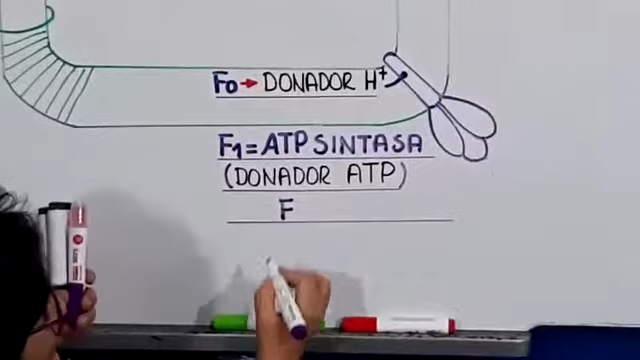 Fo → DONADOR H⁺
F₁ = ATP SINTASA
(DONADOR ATP)
F